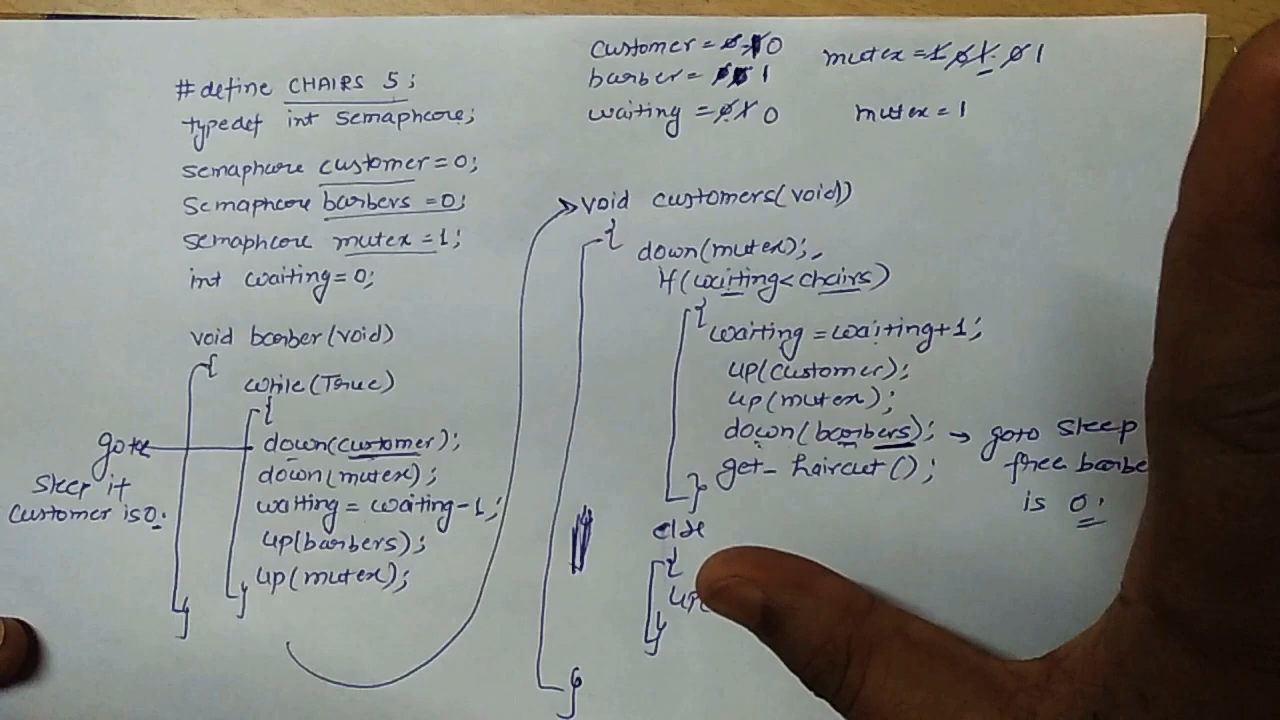 #define CHAIRS 5;
typedef int semaphore;
semaphore customer=0;
semaphore barbers=0;
semaphore mutex=1;
int waiting=0;
void barber(void)
{
while(True)
{
down(customer);
down(mutex);
waiting = waiting-1;
up(barbers);
up(mutex);
}
}
goto
sleep if
customer is 0.
customer = 0 1 0
barber = 1
waiting = 0 1 0
mutex = 1 0 1 0 1
mutex = 1
void customers(void)
{
down(mutex);
if(waiting<chairs)
{
waiting = waiting+1;
up(customer);
up(mutex);
down(barbers); → goto sleep
free barbe
is 0.
get_haircut();
}
else
{
up(
}
}